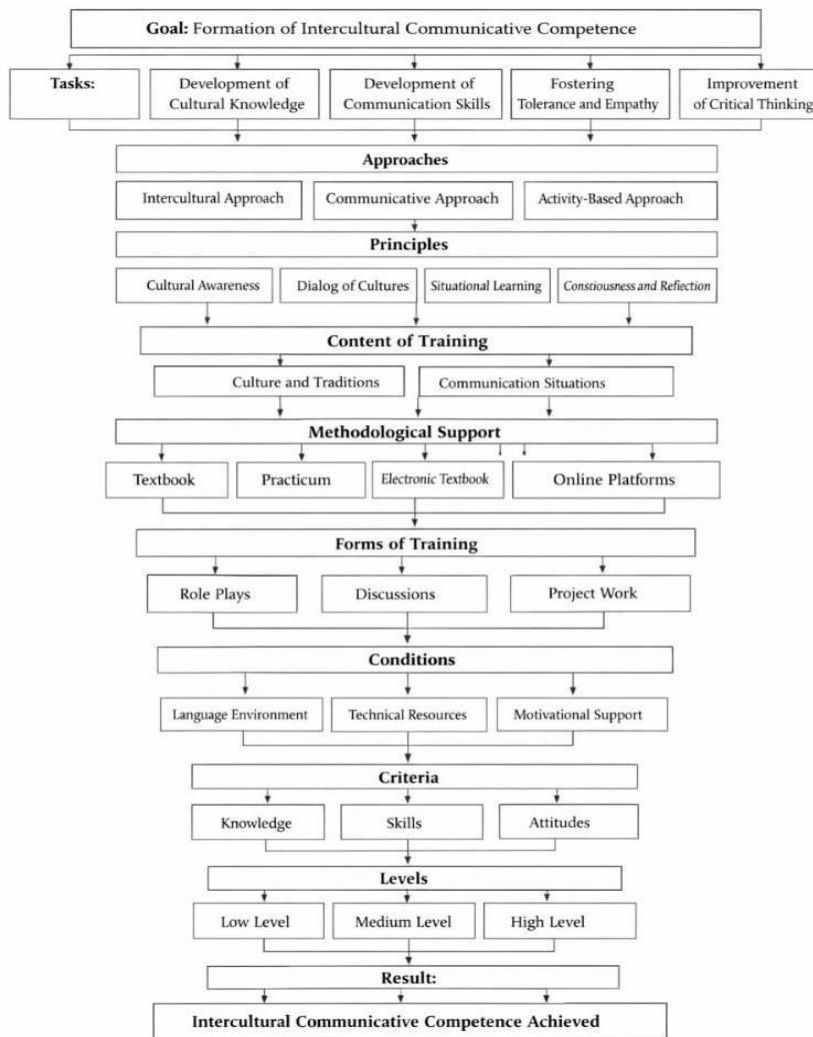 Goal: Formation of Intercultural Communicative Competence
Tasks:
Development of
Cultural Knowledge
Development of
Communication Skills
Fostering
Tolerance and Empathy
Improvement
of Critical Thinking
Approaches
Intercultural Approach
Communicative Approach
Activity-Based Approach
Principles
Cultural Awareness
Dialog of Cultures
Situational Learning
Constiousness and Reflection
Content of Training
Culture and Traditions
Communication Situations
Methodological Support
Textbook
Practicum
Electronic Textbook
Online Platforms
Forms of Training
Role Plays
Discussions
Project Work
Conditions
Language Environment
Technical Resources
Motivational Support
Criteria
Knowledge
Skills
Attitudes
Levels
Low Level
Medium Level
High Level
Result:
Intercultural Communicative Competence Achieved